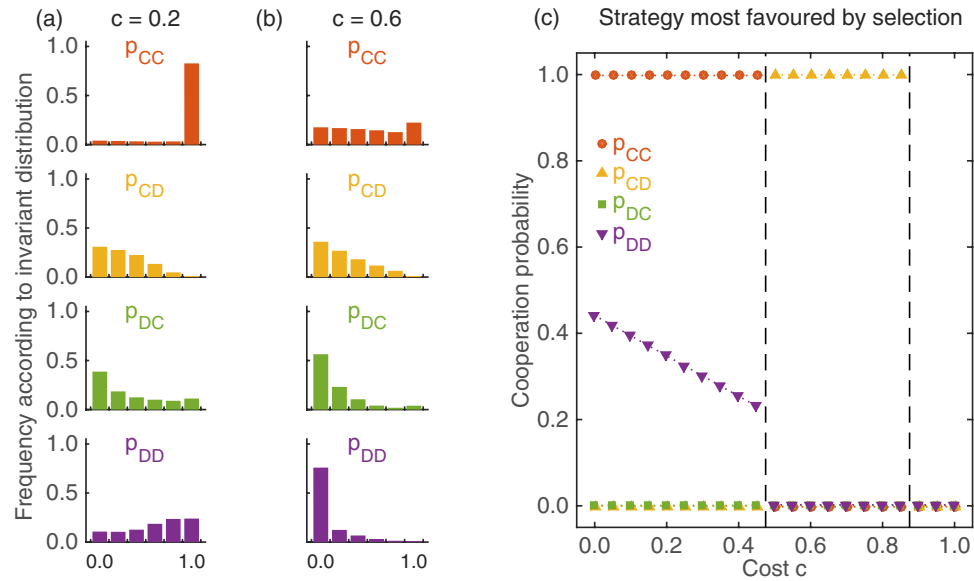 (a) c = 0.2
(b) c = 0.6
(c) Strategy most favoured by selection
Frequency according to invariant distribution
1.0
0.5
0.0
pCC
pCC
1.0
0.5
0.0
pCD
pCD
1.0
0.5
0.0
pDC
pDC
1.0
0.5
0.0
pDD
pDD
0.0 1.0
0.0 1.0
Cooperation probability
1.0
0.8
0.6
0.4
0.2
0.0
pCC
pCD
pDC
pDD
0.0 0.2 0.4 0.6 0.8 1.0
Cost c